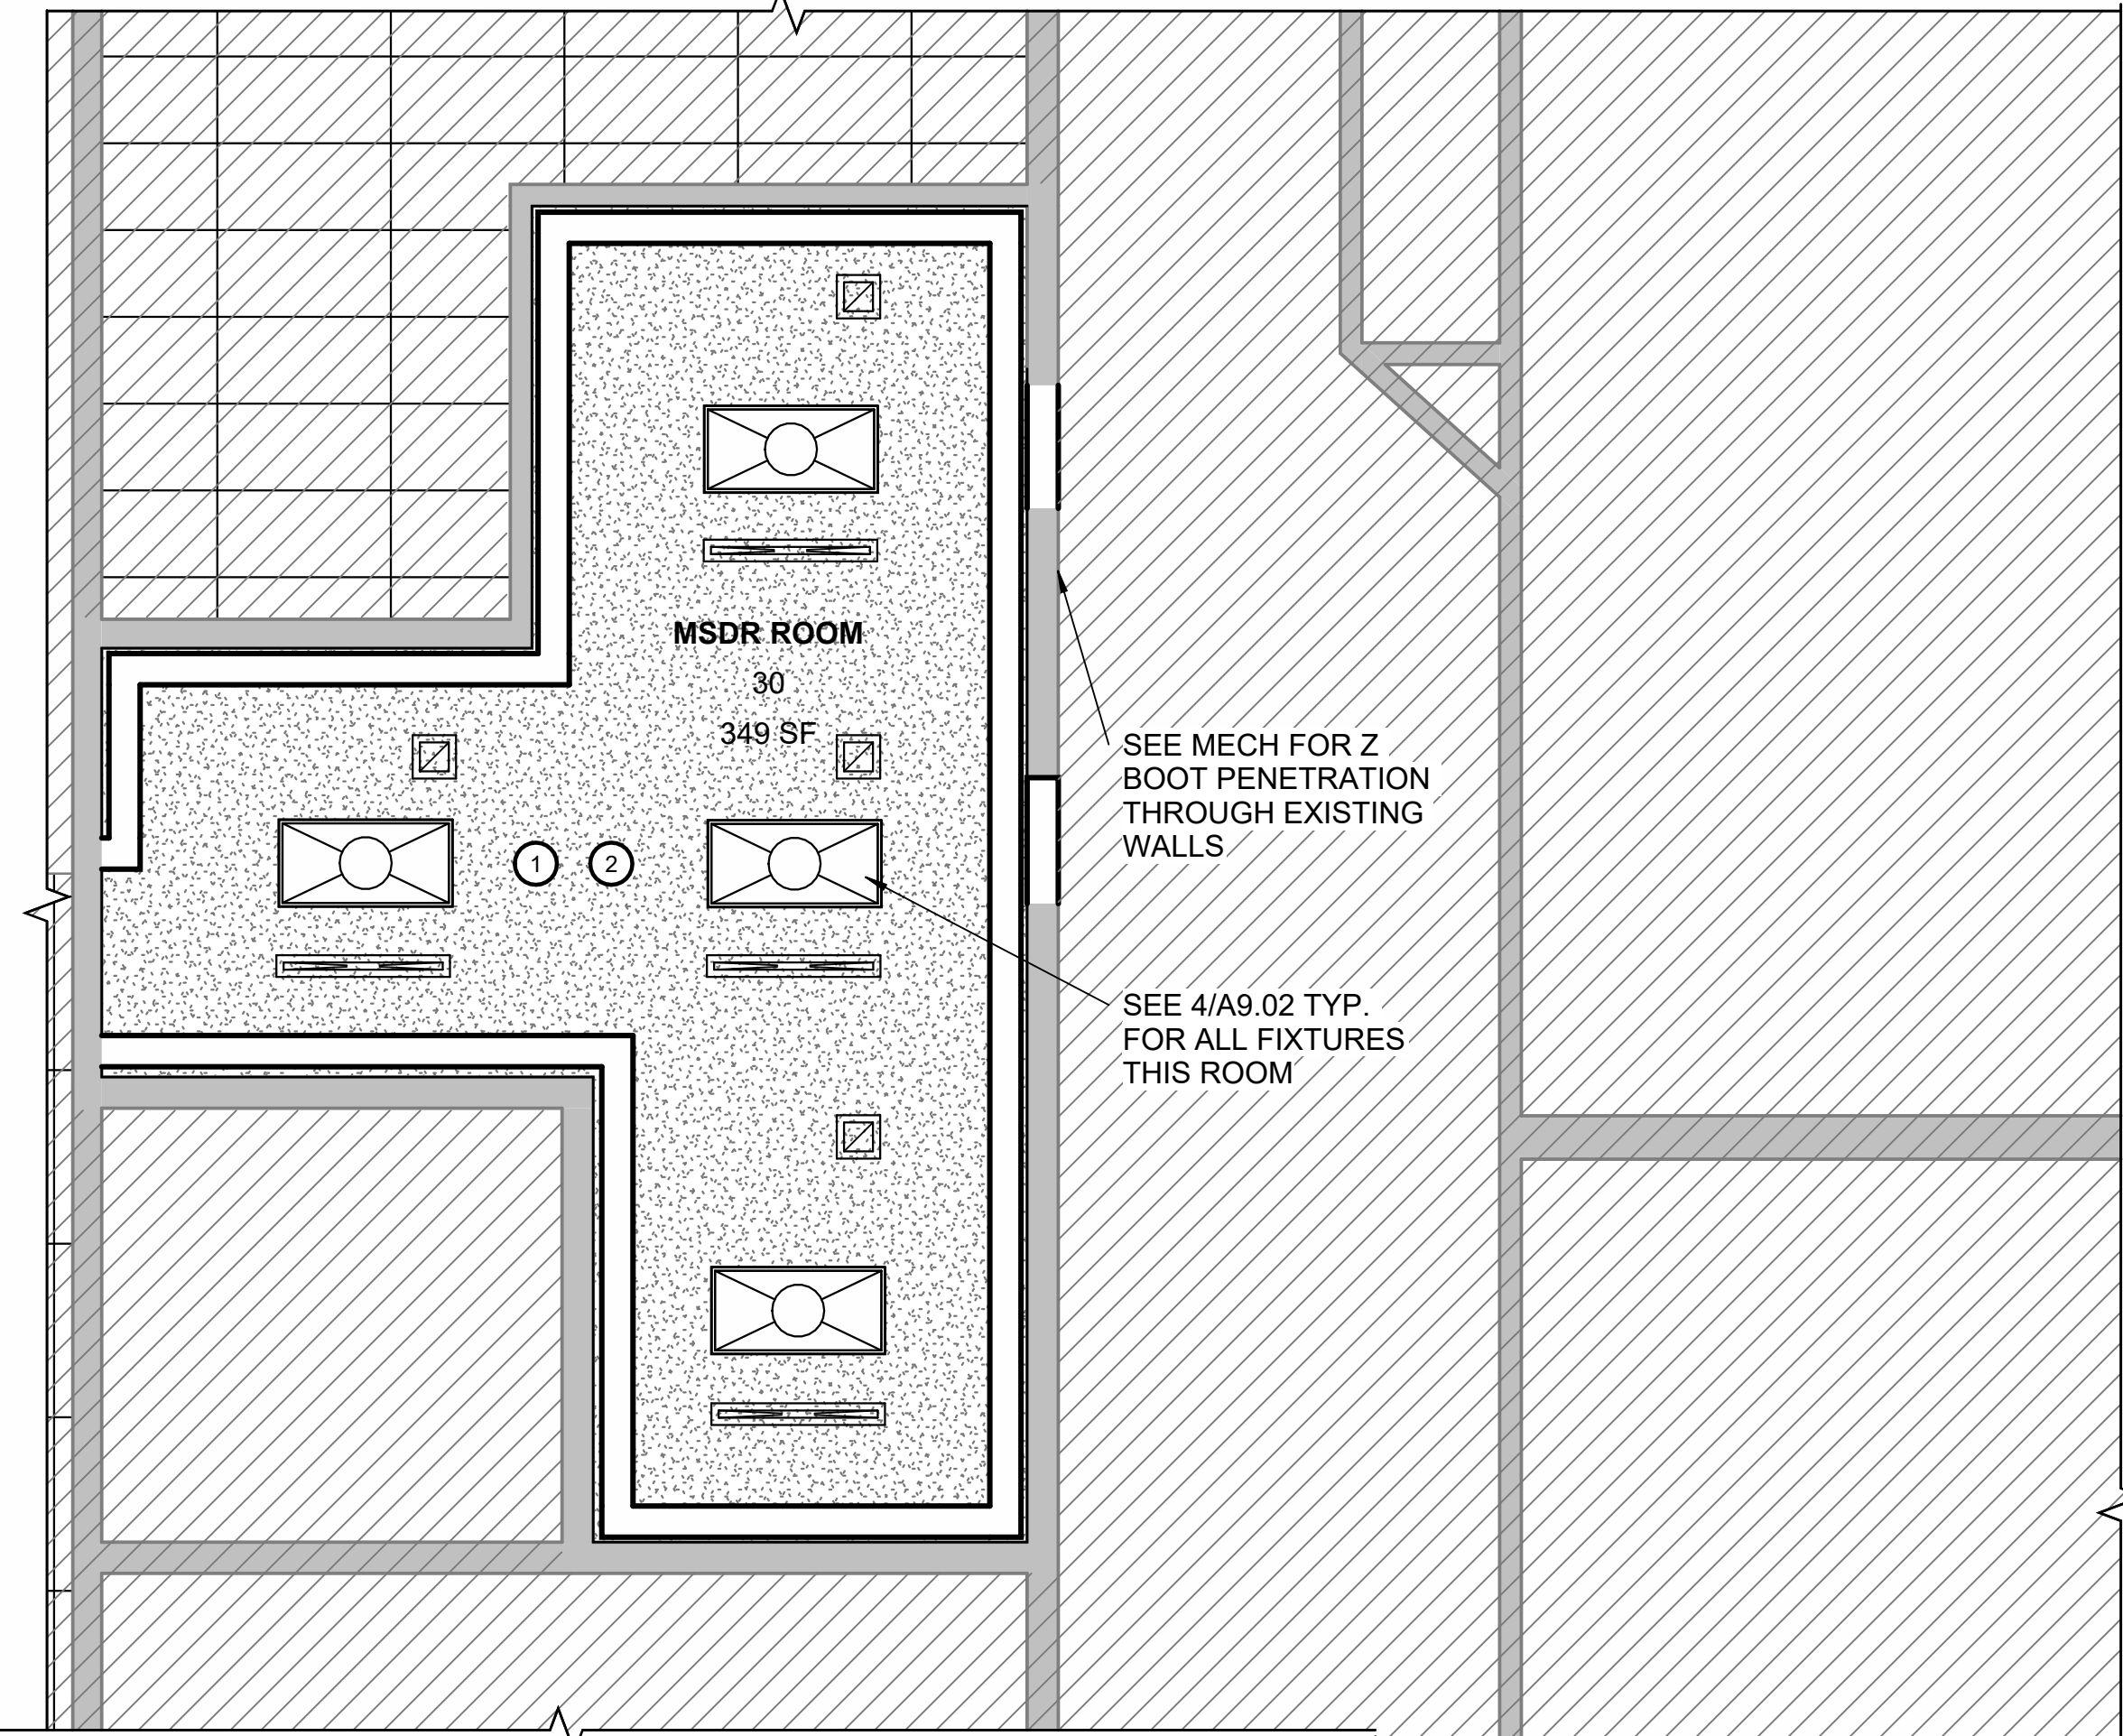 MSDR ROOM
30
349 SF
SEE MECH FOR Z
BOOT PENETRATION
THROUGH EXISTING
WALLS
1 2
SEE 4/A9.02 TYP.
FOR ALL FIXTURES
THIS ROOM